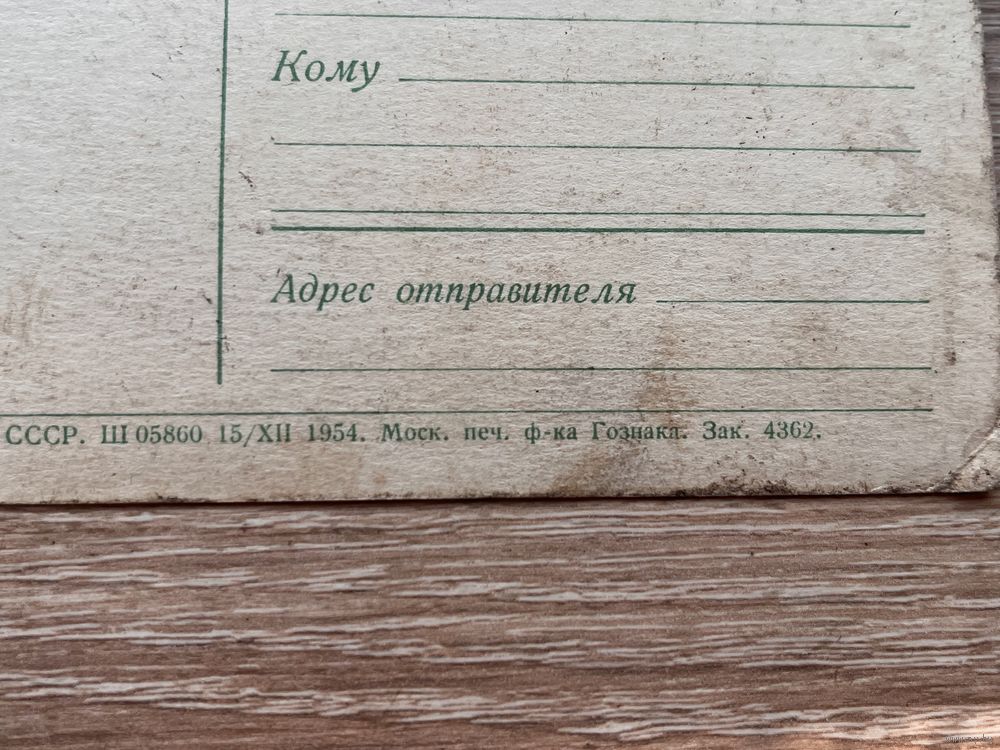 Кому
Адрес отправителя
СССР. Ш 05860 15/XII 1954. Моск. печ. ф-ка Гознака. Зак. 4362.